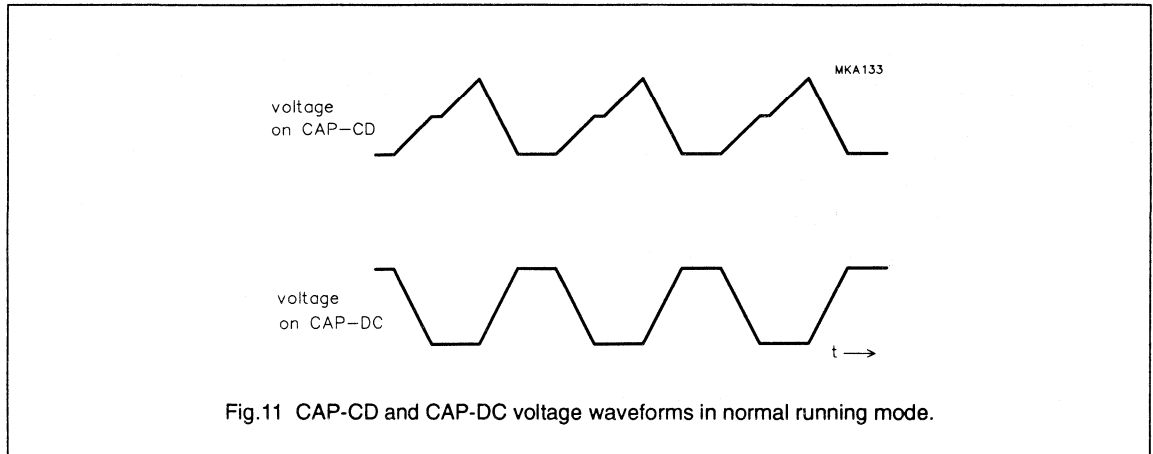 MKA133
voltage
on CAP-CD
voltage
on CAP-DC
t
Fig.11 CAP-CD and CAP-DC voltage waveforms in normal running mode.